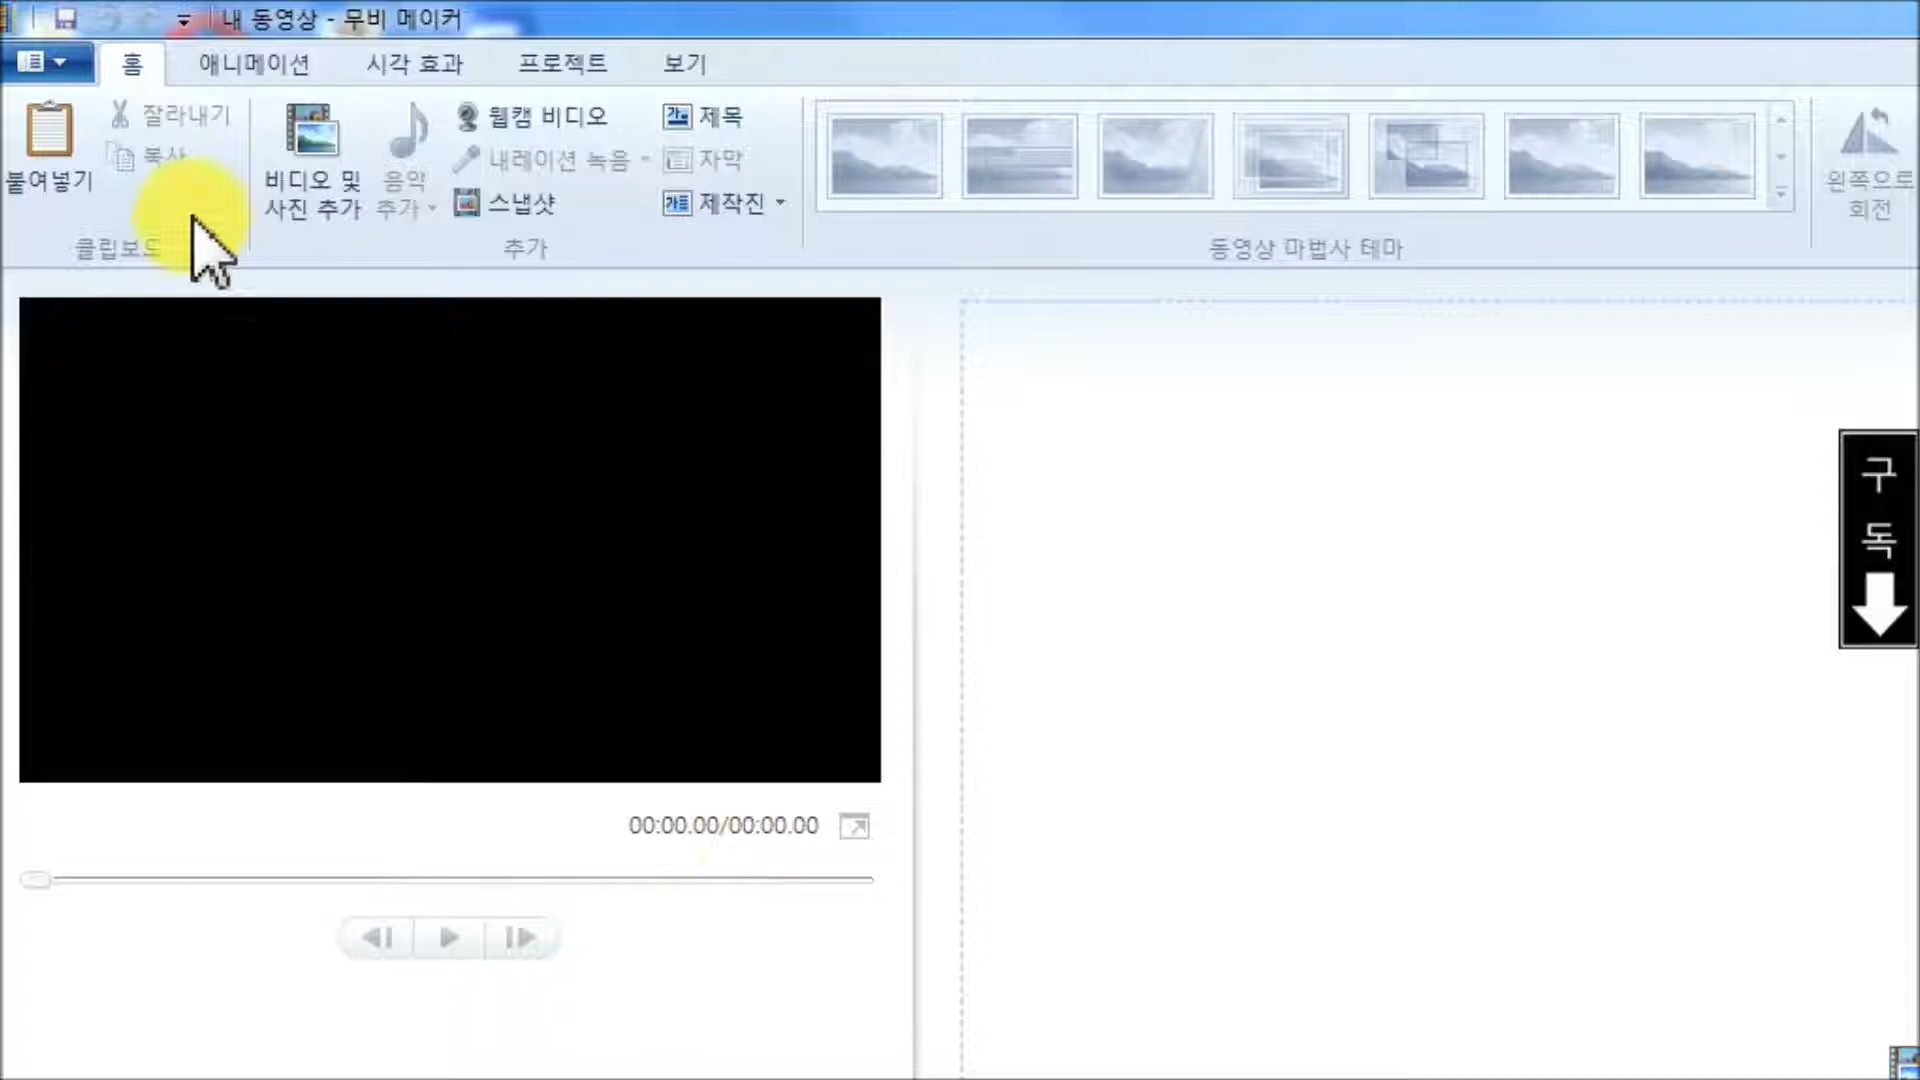 내 동영상 - 무비 메이커
홈 애니메이션 시각 효과 프로젝트 보기
붙여넣기
잘라내기
복사
클립보드
비디오 및
사진 추가
음악
추가
웹캠 비디오
내레이션 녹음
스냅샷
제목
자막
제작진
추가
동영상 마법사 테마
왼쪽으로
회전
구
독
00:00.00/00:00.00